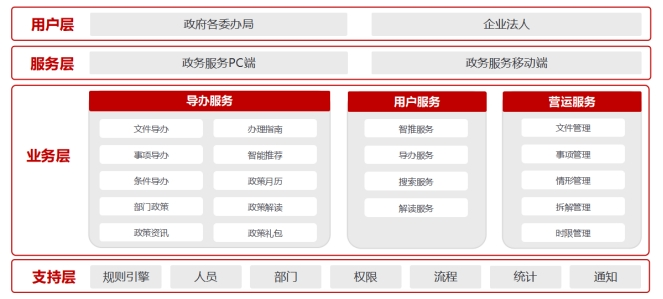 用户层 政府各委办局 企业法人
服务层 政务服务PC端 政务服务移动端
业务层
导办服务 用户服务 营运服务
文件导办 办理指南 智推服务 文件管理
事项导办 智能推荐 导办服务 事项管理
条件导办 政策月历 搜索服务 情形管理
部门政策 政策解读 解读服务 拆解管理
政策资讯 政策礼包 时限管理
支持层 规则引擎 人员 部门 权限 流程 统计 通知